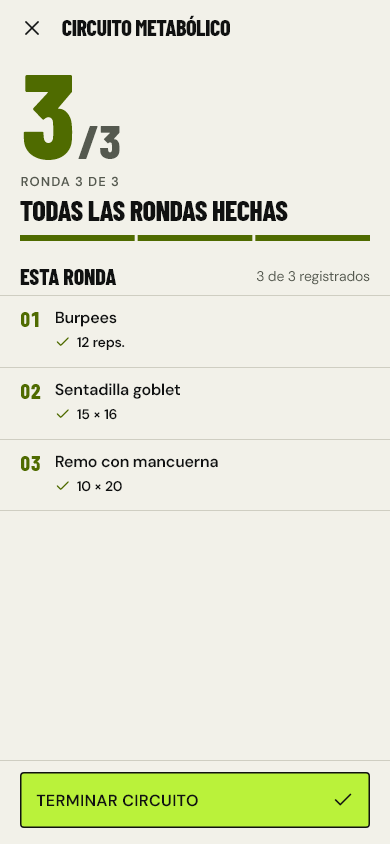 CIRCUITO METABÓLICO
3/3
RONDA 3 DE 3
TODAS LAS RONDAS HECHAS
ESTA RONDA 3 de 3 registrados
01 Burpees
12 reps.
02 Sentadilla goblet
15 × 16
03 Remo con mancuerna
10 × 20
TERMINAR CIRCUITO